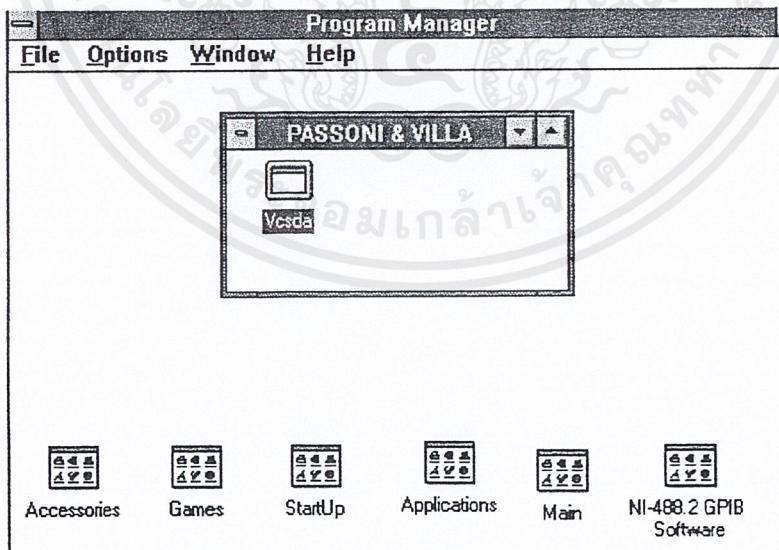 Program Manager
File Options Window Help
PASSONI & VILLA
Vcsda
Accessories Games StartUp Applications Main NI-488.2 GPIB
Software